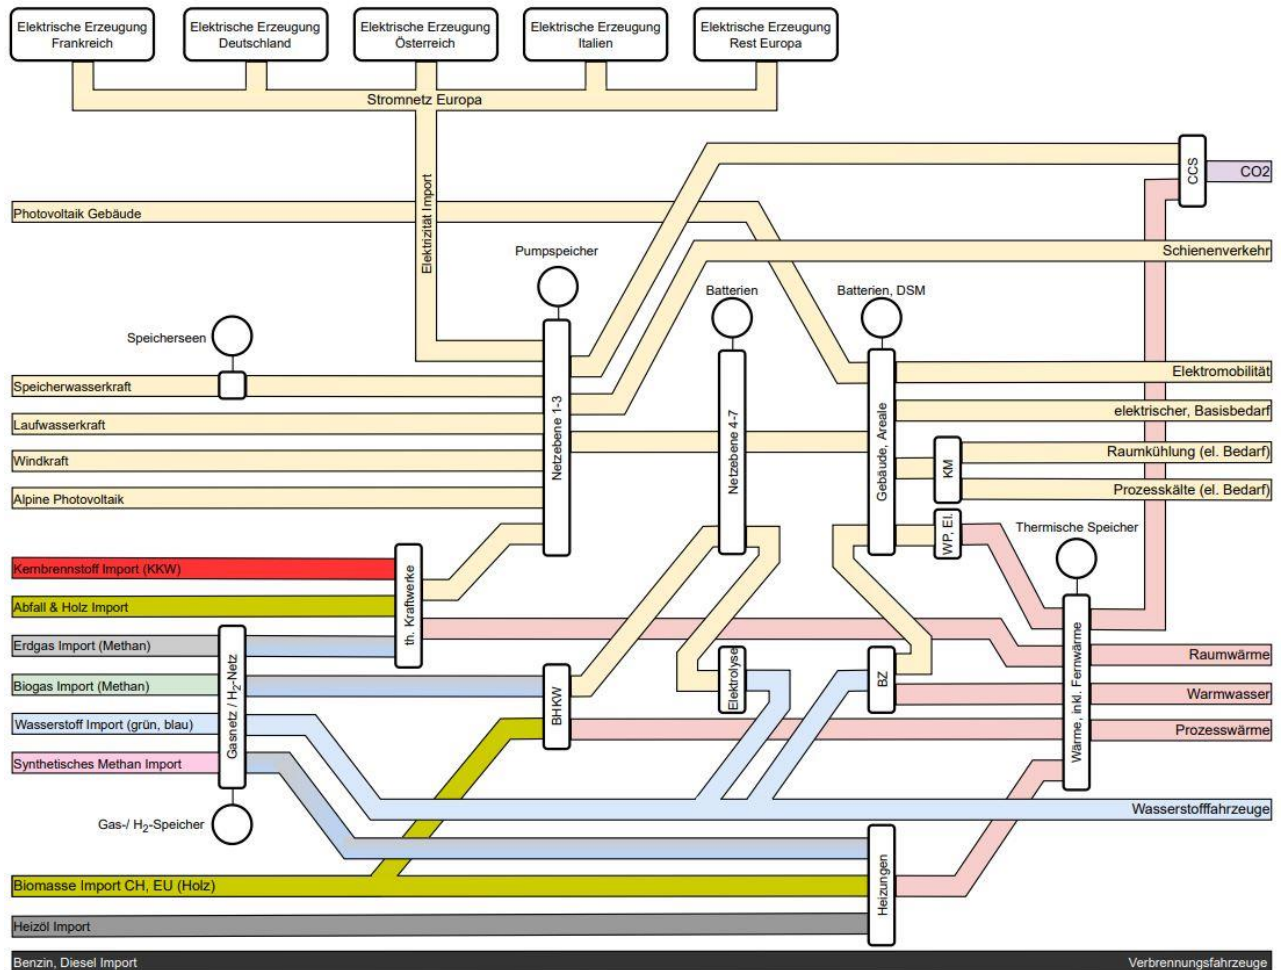 Elektrische Erzeugung
Frankreich
Elektrische Erzeugung
Deutschland
Elektrische Erzeugung
Österreich
Elektrische Erzeugung
Italien
Elektrische Erzeugung
Rest Europa
Stromnetz Europa
Elektrizität Import
CCS
CO2
Photovoltaik Gebäude
Schienenverkehr
Pumpspeicher
Batterien
Batterien, DSM
Speicherseen
Speicherwasserkraft
Elektromobilität
Laufwasserkraft
elektrischer, Basisbedarf
Netzebene 1-3
Netzebene 4-7
Gebäude, Areale
KM
Raumkühlung (el. Bedarf)
Windkraft
Prozesskälte (el. Bedarf)
Alpine Photovoltaik
WP, El.
Thermische Speicher
Kernbrennstoff Import (KKW)
Abfall & Holz Import
th. Kraftwerke
Erdgas Import (Methan)
Raumwärme
Biogas Import (Methan)
Gasnetz / H2-Netz
BHKW
Elektrolyse
BZ
Wärme, inkl. Fernwärme
Warmwasser
Wasserstoff Import (grün, blau)
Prozesswärme
Synthetisches Methan Import
Wasserstofffahrzeuge
Gas-/ H2-Speicher
Heizungen
Biomasse Import CH, EU (Holz)
Heizöl Import
Benzin, Diesel Import
Verbrennungsfahrzeuge